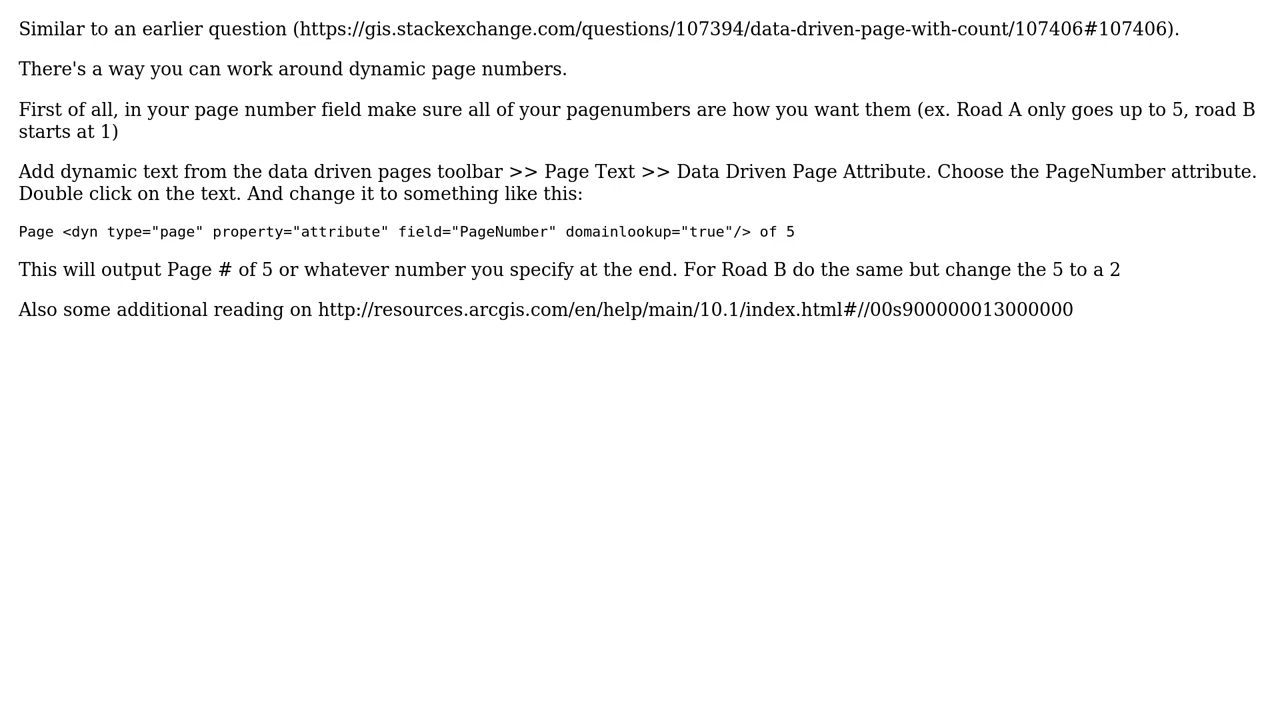 Similar to an earlier question (https://gis.stackexchange.com/questions/107394/data-driven-page-with-count/107406#107406).
There's a way you can work around dynamic page numbers.
First of all, in your page number field make sure all of your pagenumbers are how you want them (ex. Road A only goes up to 5, road B
starts at 1)
Add dynamic text from the data driven pages toolbar >> Page Text >> Data Driven Page Attribute. Choose the PageNumber attribute.
Double click on the text. And change it to something like this:
Page <dyn type="page" property="attribute" field="PageNumber" domainlookup="true"/> of 5
This will output Page # of 5 or whatever number you specify at the end. For Road B do the same but change the 5 to a 2
Also some additional reading on http://resources.arcgis.com/en/help/main/10.1/index.html#//00s900000013000000